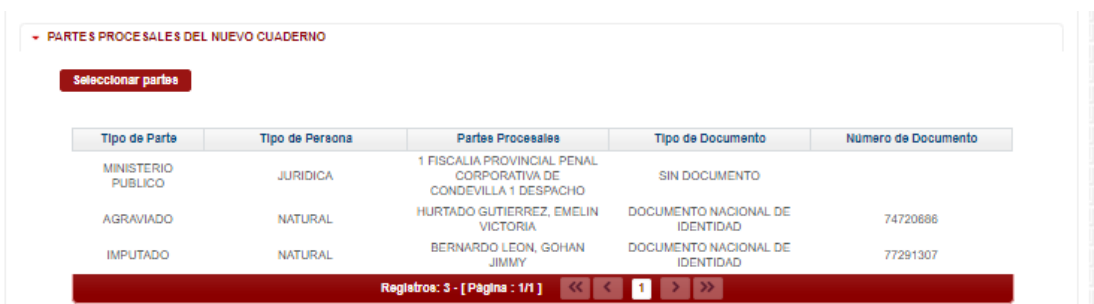 PARTES PROCESALES DEL NUEVO CUADERNO
Seleccionar partes
Tipo de Parte Tipo de Persona Partes Procesales Tipo de Documento Número de Documento
MINISTERIO PUBLICO JURIDICA 1 FISCALIA PROVINCIAL PENAL CORPORATIVA DE CONDEVILLA 1 DESPACHO SIN DOCUMENTO
AGRAVIADO NATURAL HURTADO GUTIERREZ, EMELIN VICTORIA DOCUMENTO NACIONAL DE IDENTIDAD 74720686
IMPUTADO NATURAL BERNARDO LEON, GOHAN JIMMY DOCUMENTO NACIONAL DE IDENTIDAD 77291307
Registros: 3 - [ Página : 1/1 ] 1